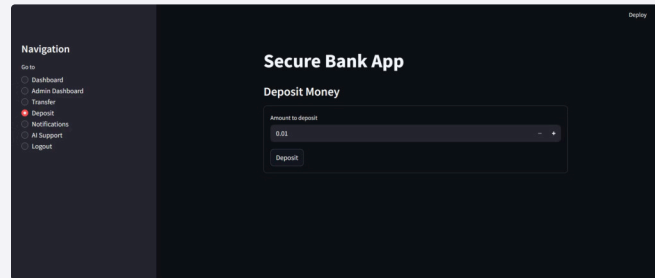 Deploy
Navigation
Go to
Dashboard
Admin Dashboard
Transfer
Deposit
Notifications
AI Support
Logout
Secure Bank App
Deposit Money
Amount to deposit
0.01
Deposit